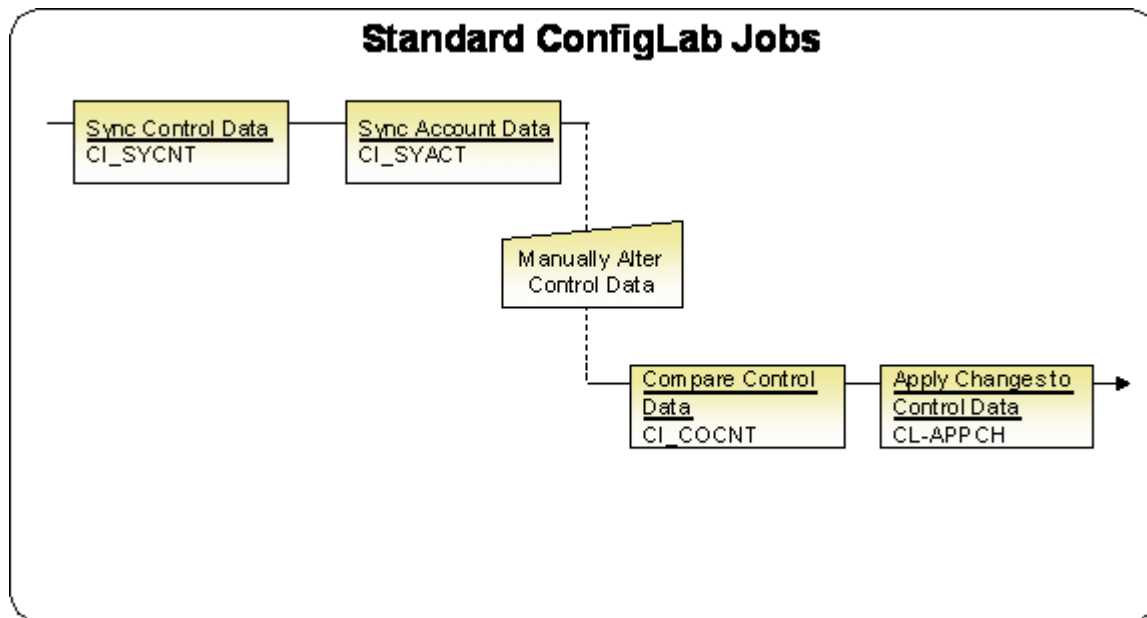 Standard ConfigLab Jobs
Sync Control Data
CI_SYCNT
Sync Account Data
CI_SYACT
Manually Alter
Control Data
Compare Control
Data
CI_COCNT
Apply Changes to
Control Data
CL-APPCH